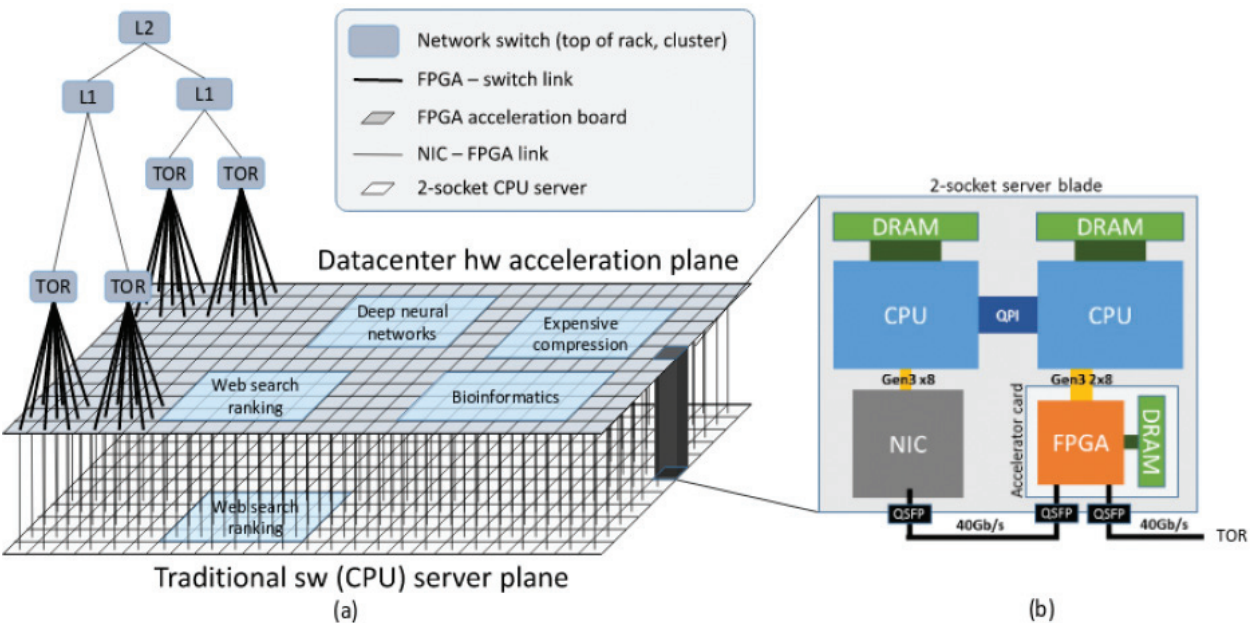 L2
L1
L1
TOR
TOR
TOR
TOR
Network switch (top of rack, cluster)
FPGA – switch link
FPGA acceleration board
NIC – FPGA link
2-socket CPU server
Datacenter hw acceleration plane
Deep neural
networks
Expensive
compression
Web search
ranking
Bioinformatics
Web search
ranking
Traditional sw (CPU) server plane
(a)
2-socket server blade
DRAM
DRAM
CPU
QPI
CPU
Gen3 x8
Gen3 2x8
Accelerator card
NIC
FPGA
DRAM
QSFP
QSFP
QSFP
40Gb/s
40Gb/s
TOR
(b)